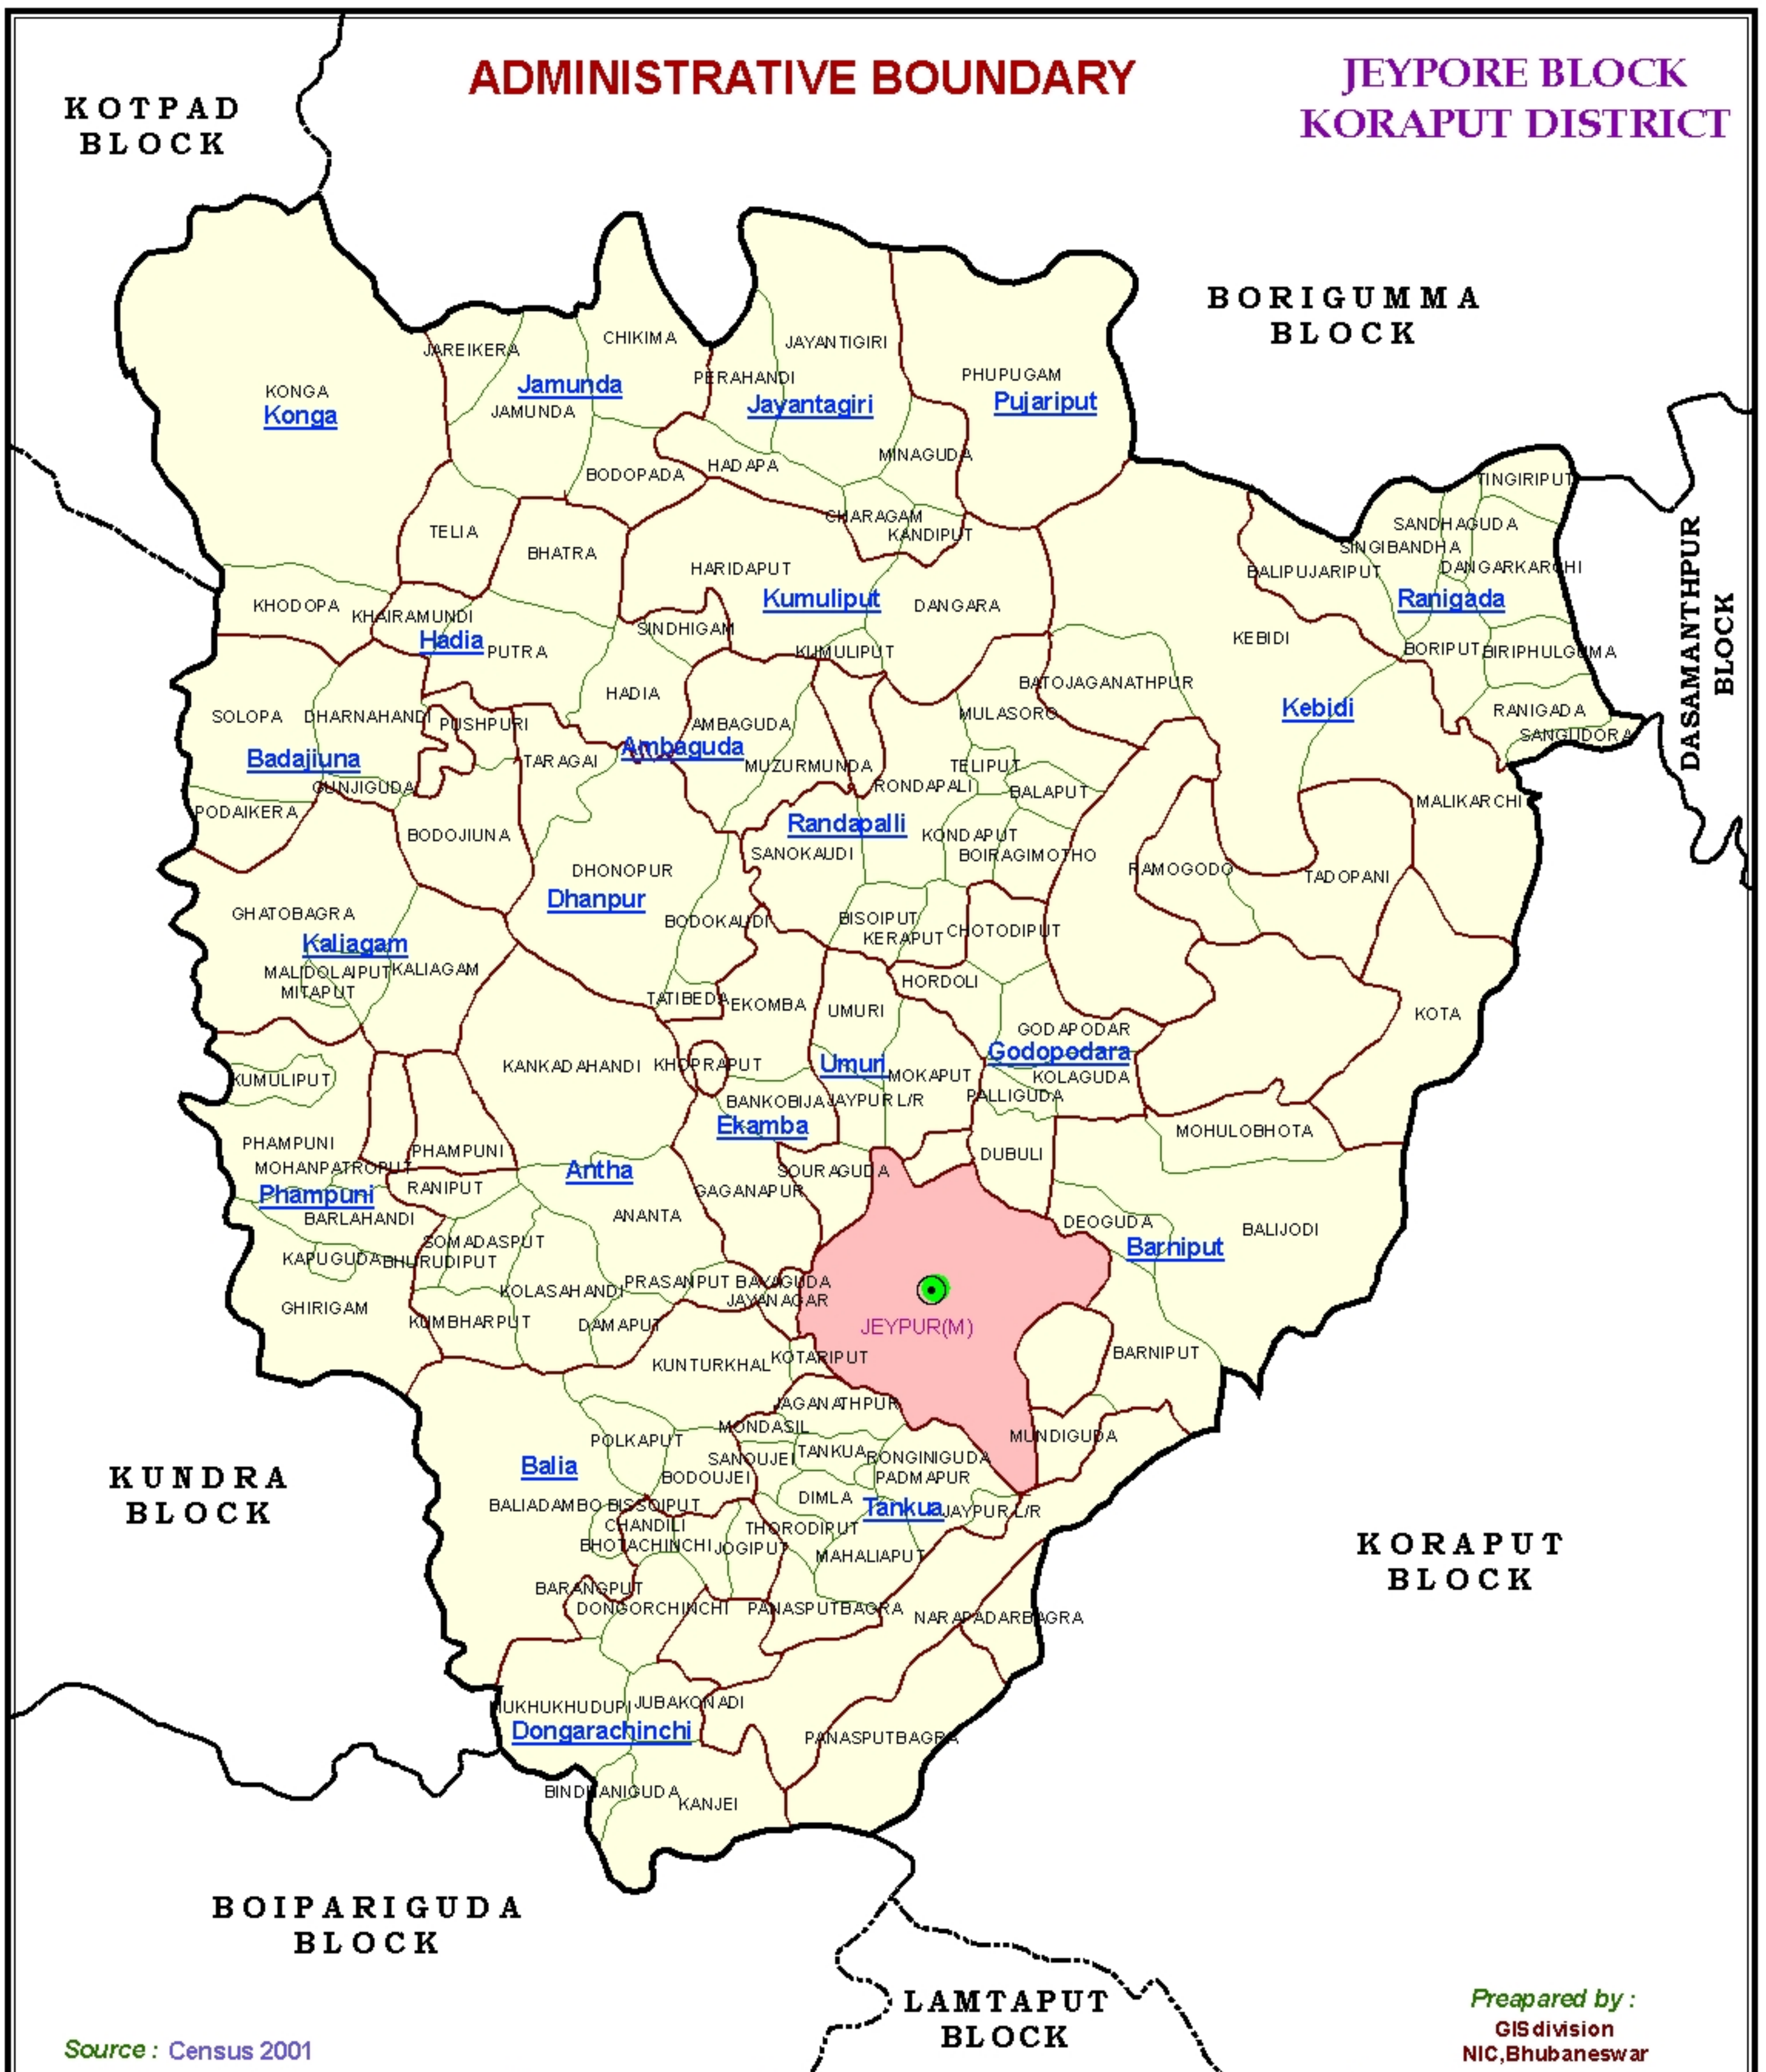 ADMINISTRATIVE BOUNDARY
JEYPORE BLOCK
KORAPUT DISTRICT
KOTPAD
BLOCK
BORIGUMMA
BLOCK
DASAMANTHPUR
BLOCK
CHIKIMA
JAYANTIGIRI
JAREIKERA
PERAHANDI
PHUPUGAM
Jamunda
KONGA
Konga
JAMUNDA
Jayantagiri
Pujariput
MINAGUDA
HADAPA
BODOPADA
TINGIRIPUT
CHARAGAM
SANDHAGUDA
TELIA
KANDIPUT
SINGIBANDHA
BHATRA
HARIDAPUT
BALIPUJARIPUT
DANGARKARCHI
Kumuliput
Ranigada
KHODOPA
DANGARA
KHAIRAMUNDI
SINDHIGAM
Hadia
KEBIDI
PUTRA
KUMULIPUT
BORIPUT
BIRIPHULGUMA
BATOJAGANATHPUR
HADIA
Kebidi
RANIGADA
SOLOPA
DHARNAHANDI
PUSHPURI
AMBAGUDA
MULASORO
SANGUDORA
Ambaguda
Badajiuna
TARAGAI
MUZURMUNDA
TELIPUT
GUNJIGUDA
RONDAPALI
BALAPUT
MALIKARCHI
PODAIKERA
Randapalli
BODOJIUNA
KONDAPUT
SANOKAUDI
BOIRAGIMOTHO
DHONOPUR
RAMOGODO
TADOPANI
Dhanpur
GHATOBAGRA
BODOKAUDI
BISOIPUT
CHOTODIPUT
KERAPUT
Kaliagam
MALIDOLAIPUT
KALIAGAM
MITAPUT
HORDOLI
TATIBEDA
EKOMBA
UMURI
KOTA
GODAPODAR
Godopodara
KANKADAHANDI
KHOPRAPUT
Umuri
MOKAPUT
KOLAGUDA
KUMULIPUT
PALLIGUDA
BANKOBIJA
JAYPUR L/R
Ekamba
MOHULOBHOTA
PHAMPUNI
PHAMPUNI
DUBULI
MOHANPATROPUT
Antha
SOURAGUDA
Phampuni
RANIPUT
GAGANAPUR
BARLAHANDI
ANANTA
DEOGUDA
BALIJODI
SOMADASPUT
Barniput
KAPUGUDA
BHURUDIPUT
PRASANPUT
BAYAGUDA
KOLASAHANDI
JAYANAGAR
GHIRIGAM
KUMBHARPUT
DAMAPUT
JEYPUR(M)
BARNIPUT
KUNTURKHAL
KOTARIPUT
JAGANATHPUR
MONDASIL
MUNDIGUDA
POLKAPUT
TANKUA
SANOUJEI
RONGINIGUDA
Balia
BODOUJEI
PADMAPUR
DIMLA
Tankua
JAYPUR L/R
BALIADAMBO
BISSOIPUT
CHANDILI
THORODIPUT
BHOTACHINCHI
JOGIPUT
MAHALIAPUT
BARANGPUT
DONGORCHINCHI
PANASPUTBAGRA
NARAPADARBAGRA
MUKHUKHUDUPI
JUBAKONADI
Dongarachinchi
PANASPUTBAGRA
BINDHANIGUDA
KANJEI
KUNDRA
BLOCK
KORAPUT
BLOCK
BOIPARIGUDA
BLOCK
LAMTAPUT
BLOCK
Preapared by :
GIS division
NIC,Bhubaneswar
Source : Census 2001